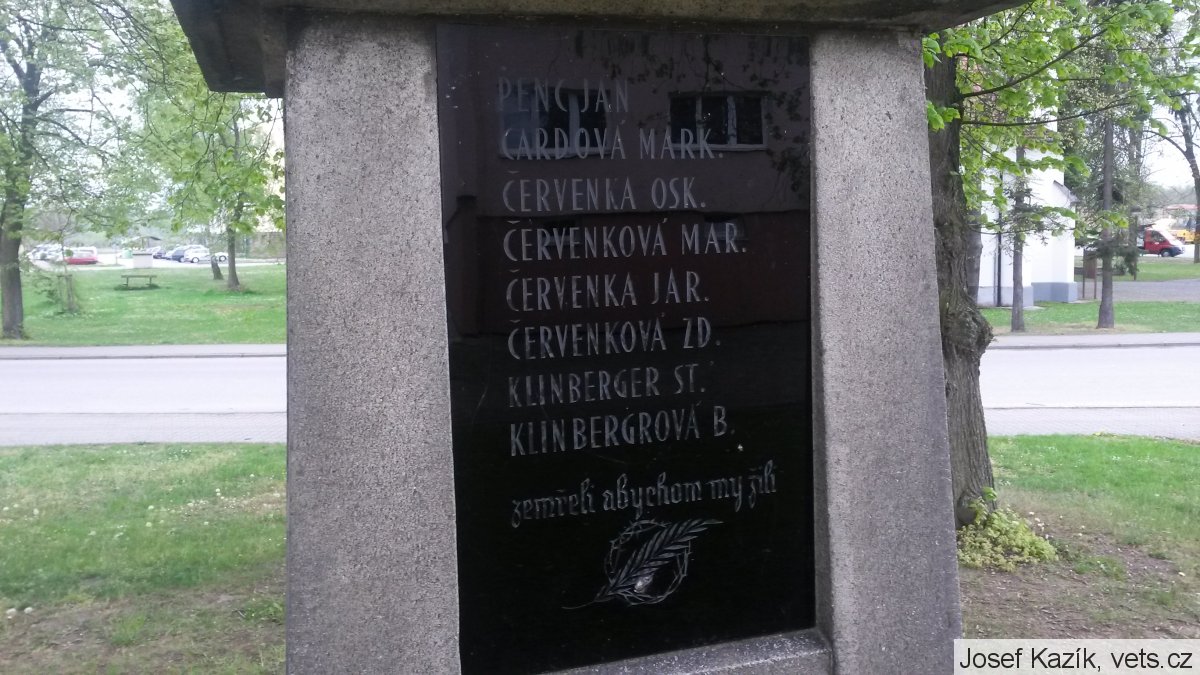 PENC JAN
ČARDOVÁ MARK.
ČERVENKA OSK.
ČERVENKOVÁ MAR.
ČERVENKA JAR.
ČERVENKOVÁ ZD.
KLINBERGER ST.
KLINBERGROVÁ B.
zemřeli abychom my žili
Josef Kazík, vets.cz